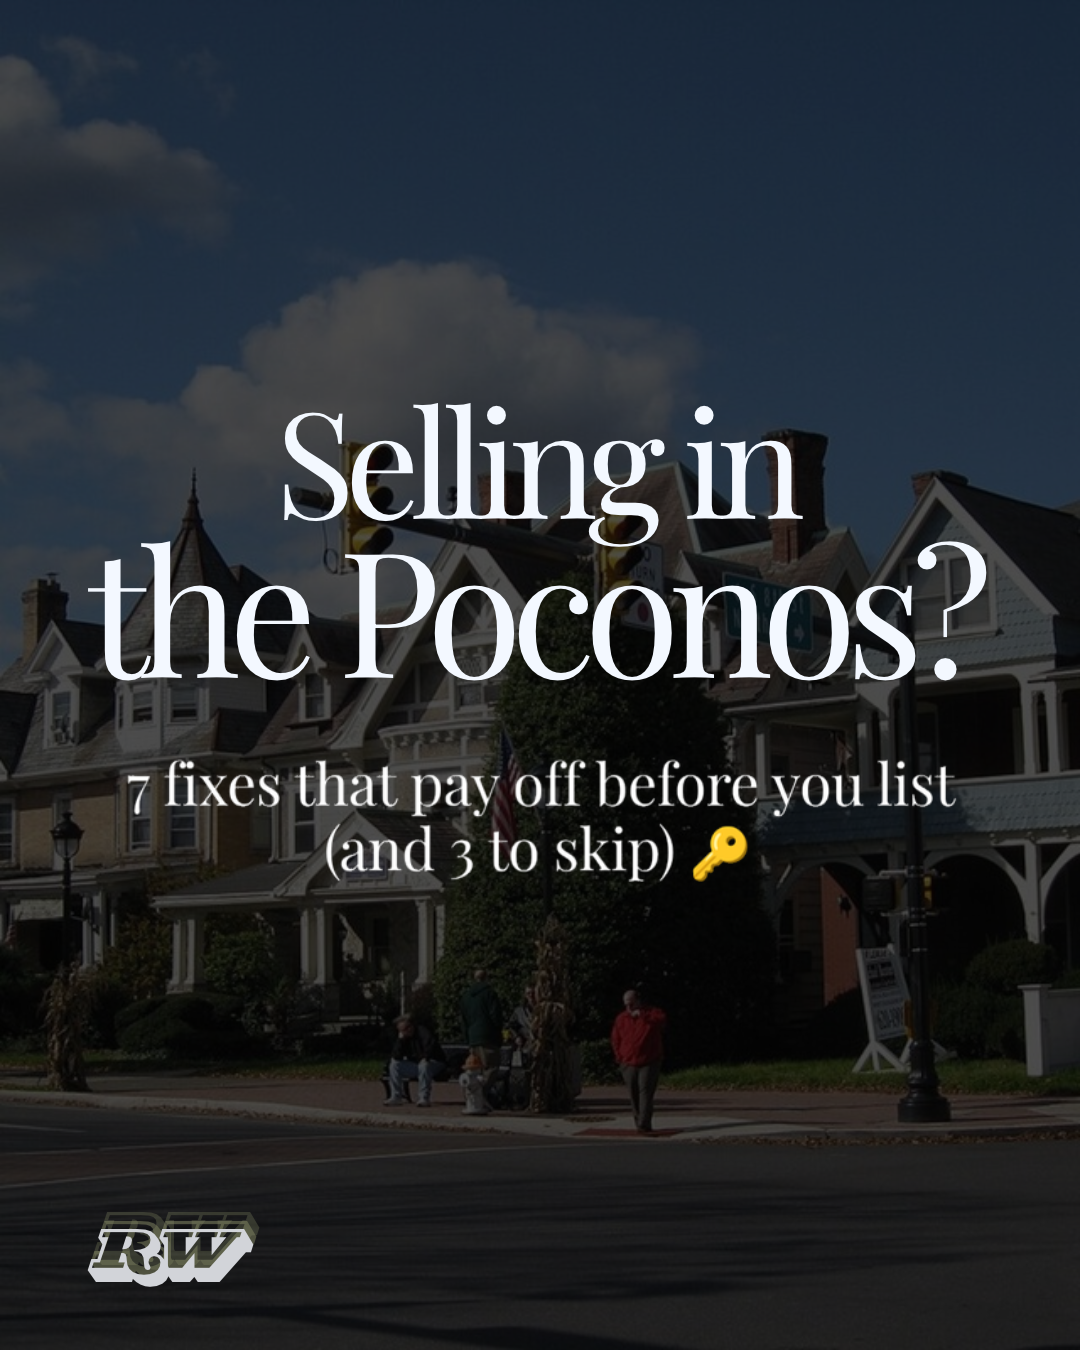 Selling in
the Poconos?
7 fixes that pay off before you list
(and 3 to skip) 🔑
RW